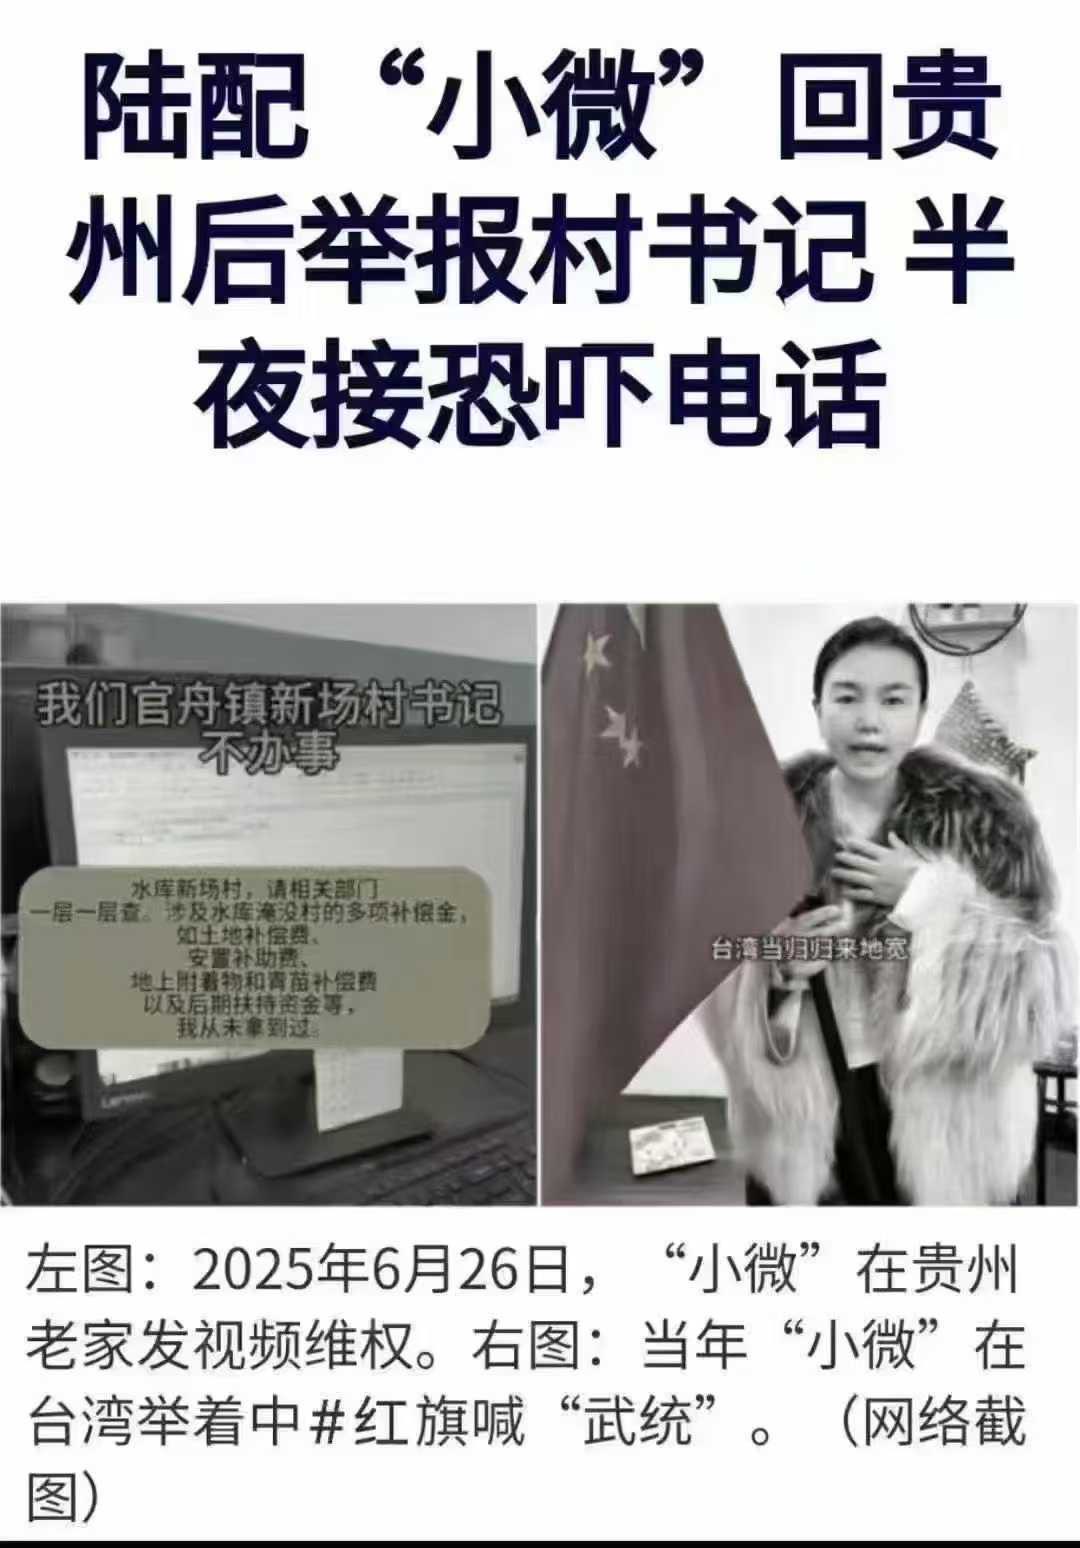 陆配“小微”回贵
州后举报村书记 半
夜接恐吓电话
我们官舟镇新场村书记
不办事
水库新场村，请相关部门
一层一层查。涉及水库淹没村的多项补偿金，
如土地补偿费、
安置补助费、
地上附着物和青苗补偿费
以及后期扶持资金等，
我从未拿到过。
Lenovo
台湾当归归来地宽
左图：2025年6月26日，“小微”在贵州
老家发视频维权。右图：当年“小微”在
台湾举着中#红旗喊“武统”。（网络截
图）